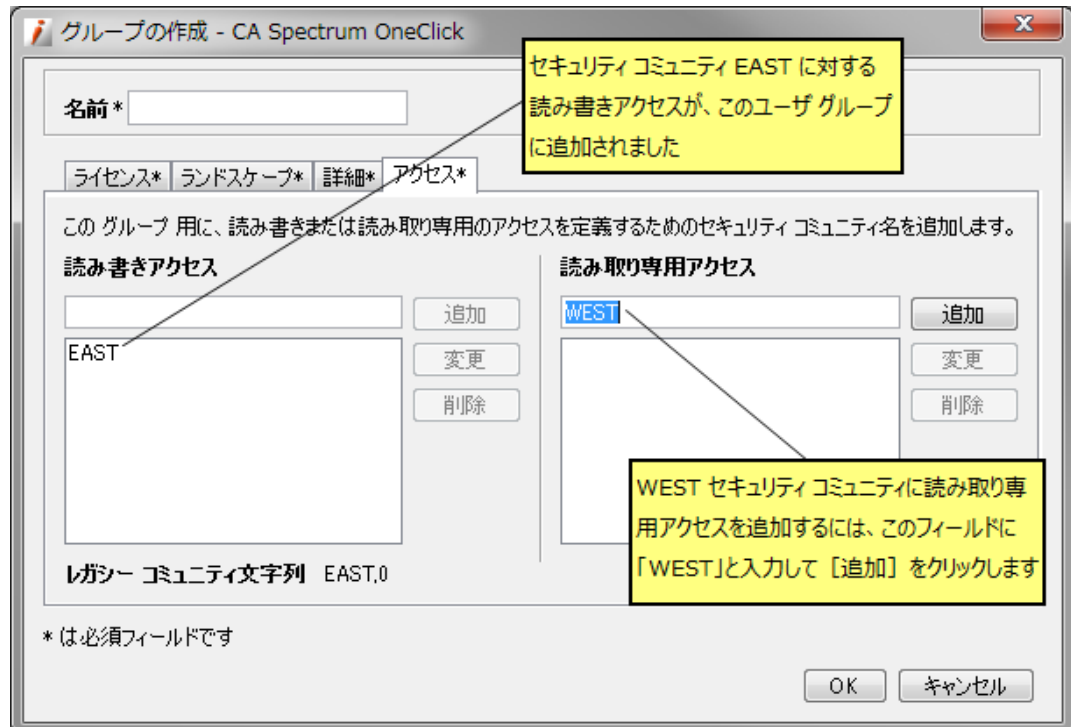 グループの作成 - CA Spectrum OneClick
セキュリティ コミュニティ EAST に対する
読み書きアクセスが、このユーザ グループ
に追加されました
名前*
ライセンス* ランドスケープ* 詳細* アクセス*
この グループ 用に、読み書きまたは読み取り専用のアクセスを定義するためのセキュリティ コミュニティ名を追加します。
読み書きアクセス
読み取り専用アクセス
追加
WEST
追加
EAST
変更
変更
削除
削除
WEST セキュリティ コミュニティに読み取り専
用アクセスを追加するには、このフィールドに
「WEST」と入力して [追加] をクリックします
レガシー コミュニティ文字列 EAST,0
* は必須フィールドです
OK
キャンセル